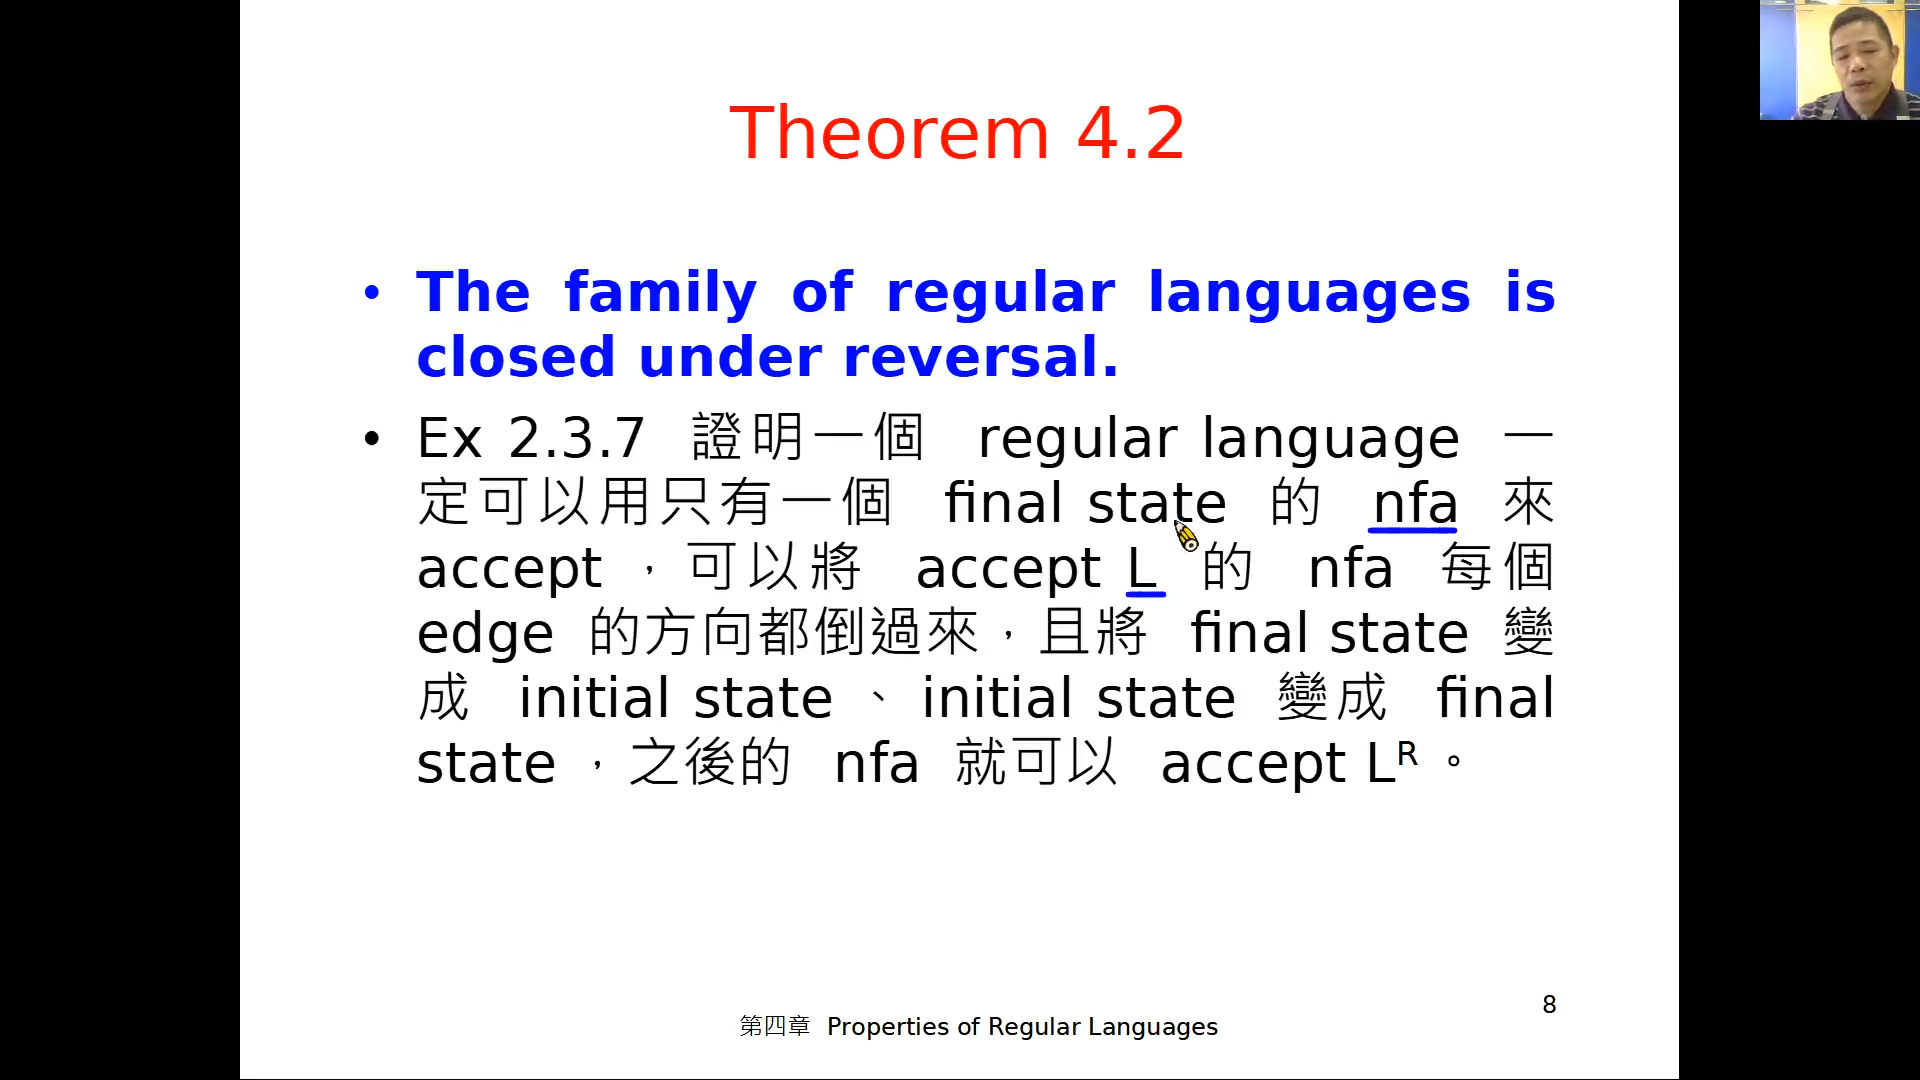 Theorem 4.2
• The family of regular languages is
closed under reversal.
• Ex 2.3.7 證明一個 regular language 一
定可以用只有一個 final state 的 nfa 來
accept ，可以將 accept L 的 nfa 每個
edge 的方向都倒過來，且將 final state 變
成 initial state 、 initial state 變成 final
state ，之後的 nfa 就可以 accept Lᴿ 。
8
第四章 Properties of Regular Languages